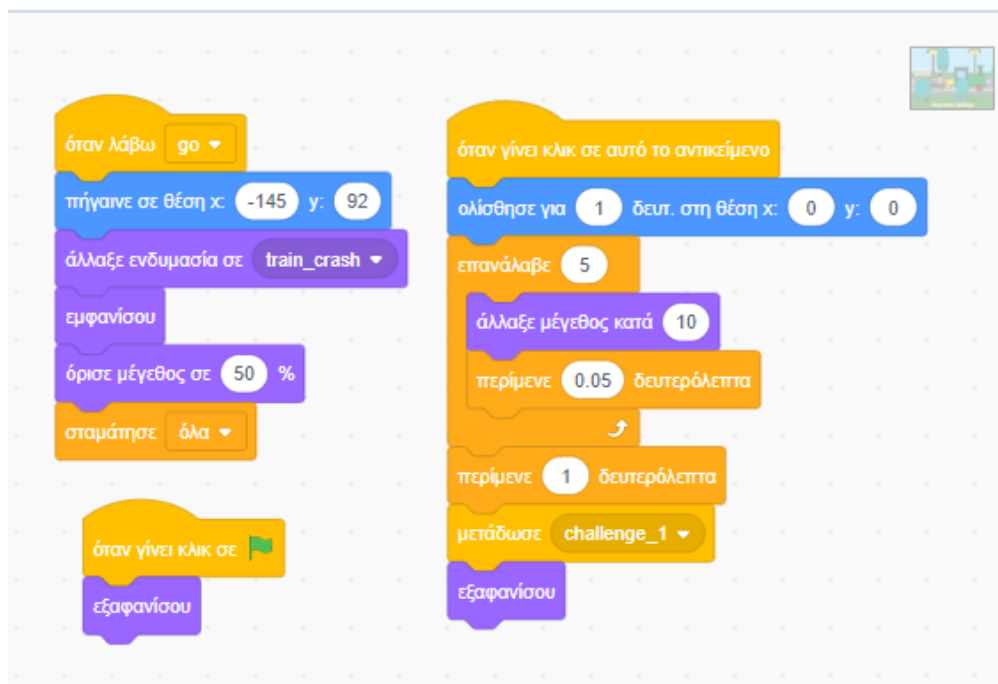 όταν λάβω go
πήγαινε σε θέση x: -145 y: 92
άλλαξε ενδυμασία σε train_crash
εμφανίσου
όρισε μέγεθος σε 50 %
σταμάτησε όλα
όταν γίνει κλικ σε
εξαφανίσου
όταν γίνει κλικ σε αυτό το αντικείμενο
ολίσθησε για 1 δευτ. στη θέση x: 0 y: 0
επανάλαβε 5
άλλαξε μέγεθος κατά 10
περίμενε 0.05 δευτερόλεπτα
περίμενε 1 δευτερόλεπτα
μετάδωσε challenge_1
εξαφανίσου